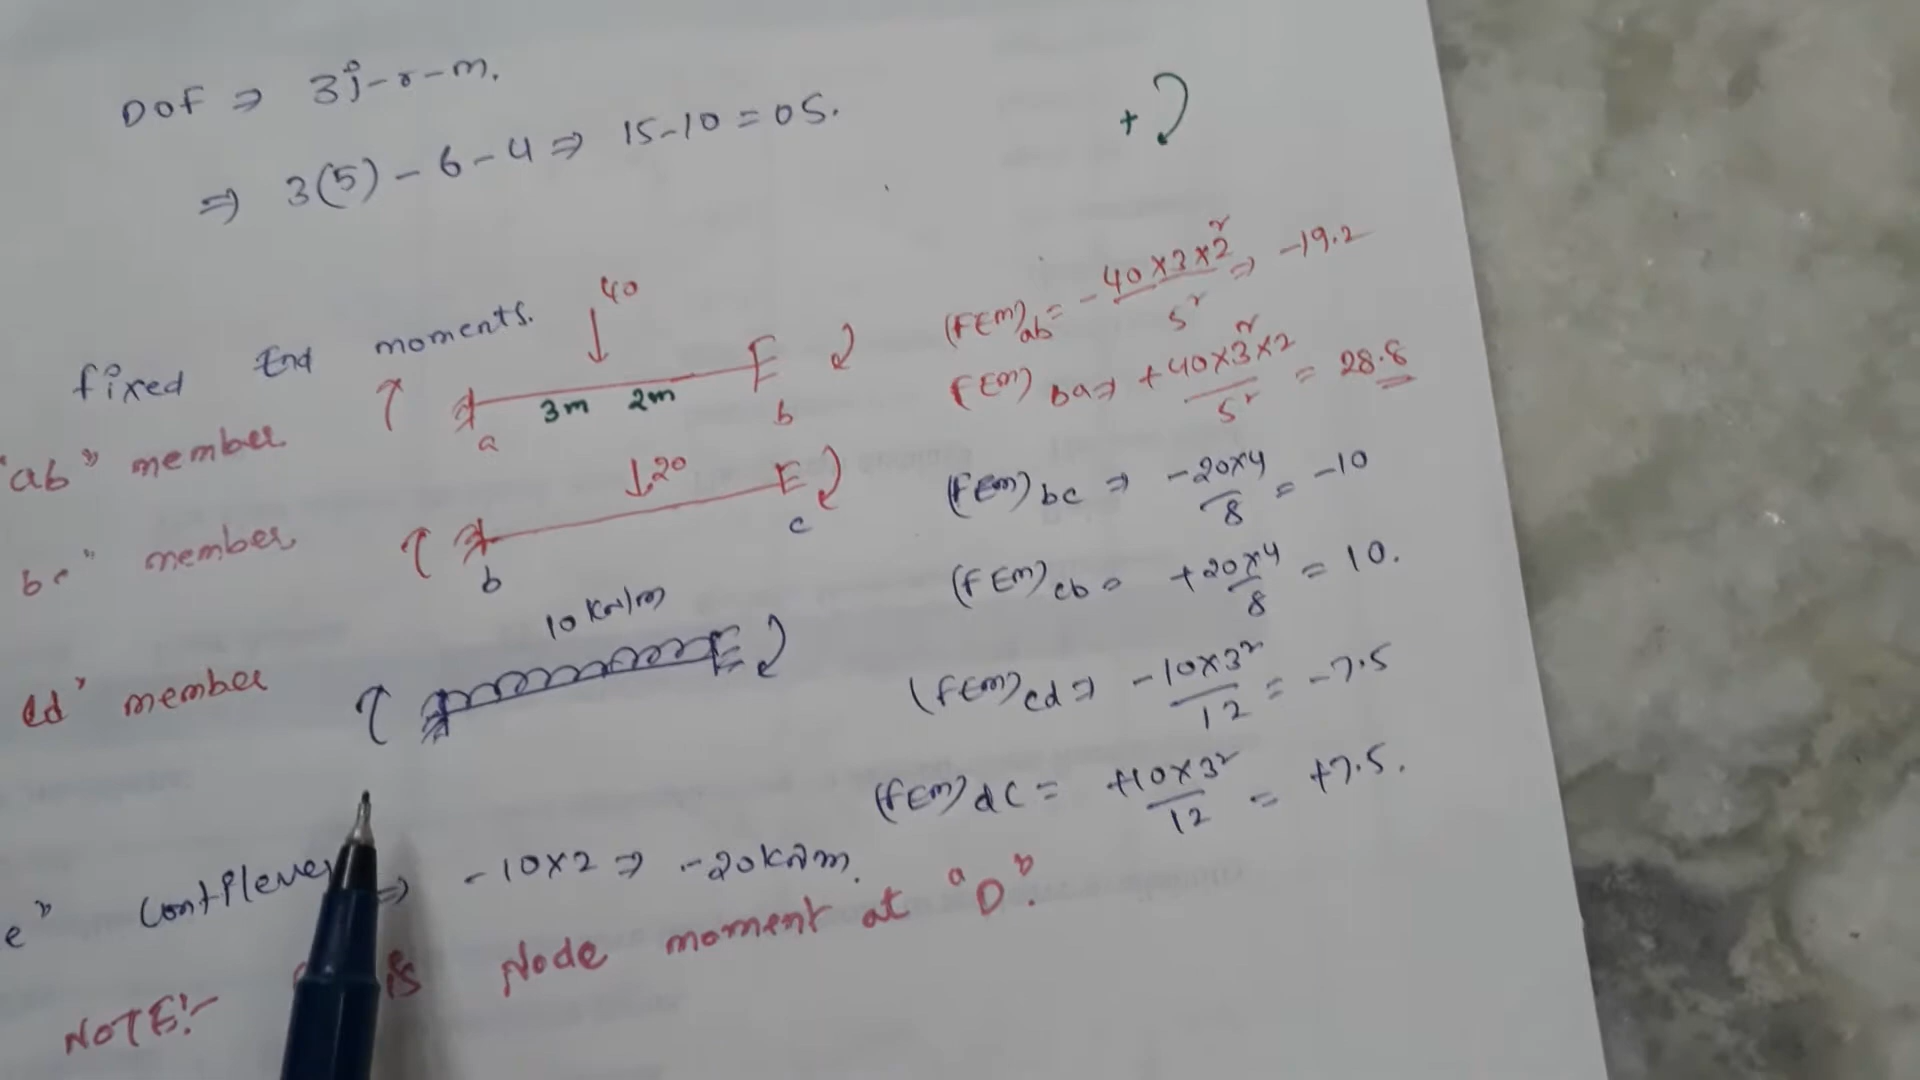 DOF ⇒ 3j-r-m.
⇒ 3(5) - 6 - 4 ⇒ 15-10 = 05.
+
fixed End moments.
40
"ab" member
3m 2m
a
b
(FEM)ab = - 40×3×2² / 5² ⇒ -19.2
FEM) ba ⇒ + 40×3²×2 / 5² = 28.8
bc" member
20
b
c
(FEM) bc ⇒ -20×4 / 8 = -10
(FEM) cb = +20×4 / 8 = 10.
cd" member
10 kN/m
(FEM) cd ⇒ -10×3² / 12 = -7.5
(FEM) dc = +10×3² / 12 = +7.5.
e" Contilever ⇒ -10×2 ⇒ -20kNm.
NOTE:- is Node moment at "D".